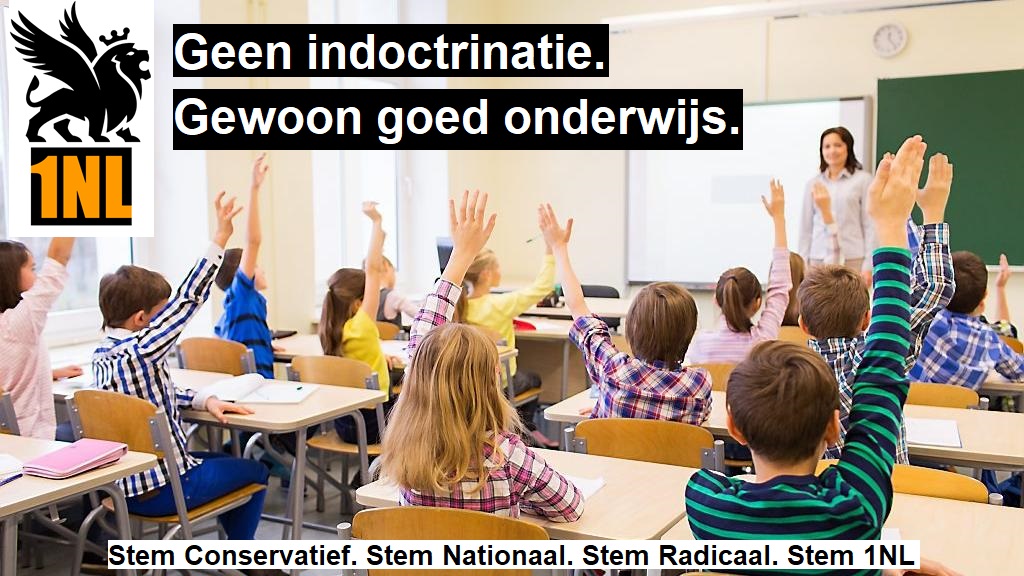 Geen indoctrinatie.
Gewoon goed onderwijs.
1NL
Stem Conservatief. Stem Nationaal. Stem Radicaal. Stem 1NL